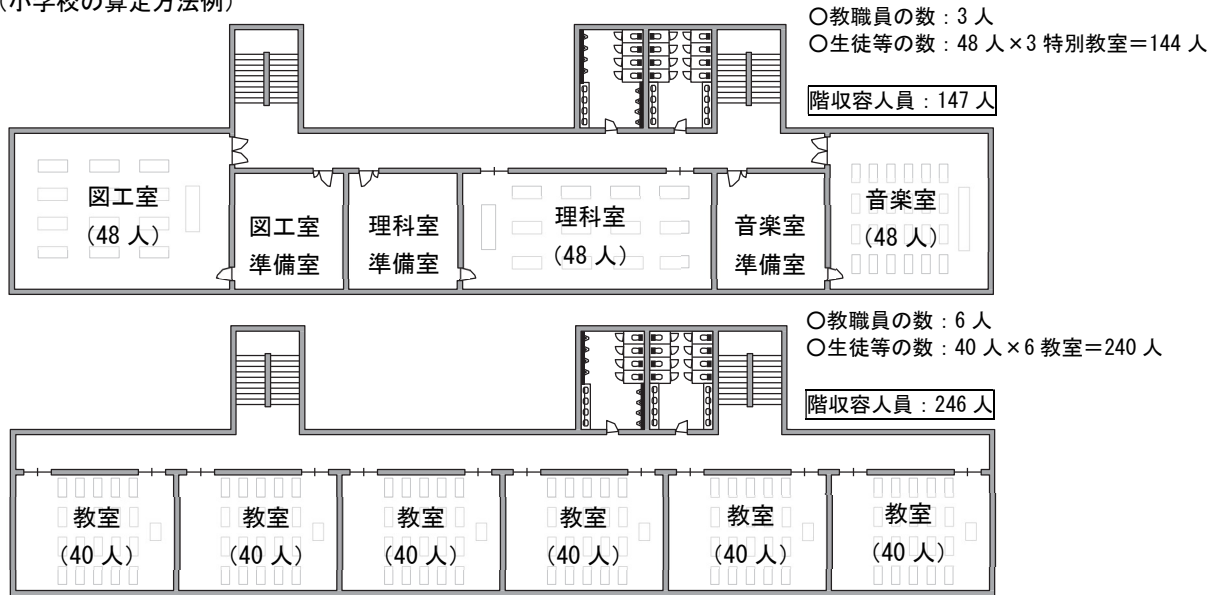 （小学校の算定方法例）
○教職員の数：3 人
○生徒等の数：48 人×3 特別教室＝144 人
階収容人員：147 人
図工室
（48 人）
図工室
準備室
理科室
準備室
理科室
（48 人）
音楽室
準備室
音楽室
（48 人）
○教職員の数：6 人
○生徒等の数：40 人×6 教室＝240 人
階収容人員：246 人
教室
（40 人）
教室
（40 人）
教室
（40 人）
教室
（40 人）
教室
（40 人）
教室
（40 人）